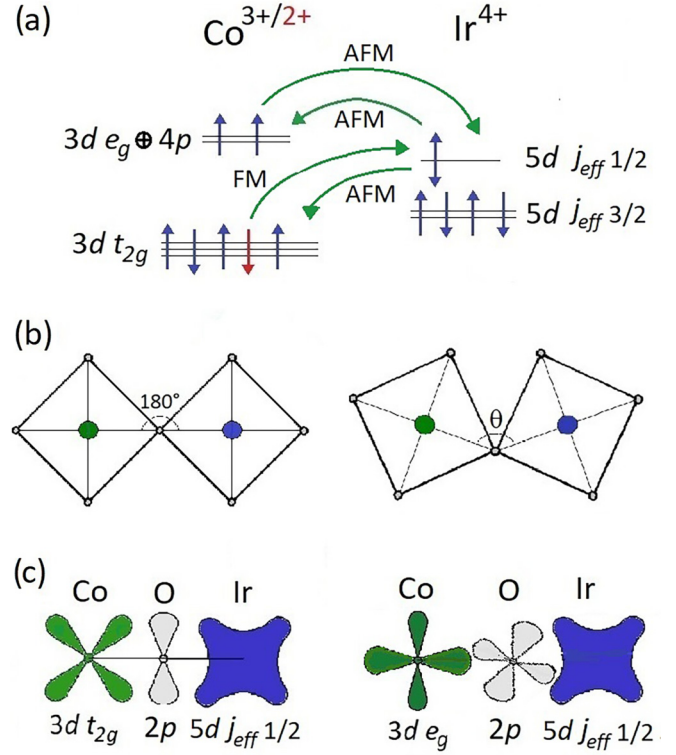 (a)
Co3+/2+
Ir4+
AFM
AFM
3d eg ⊕ 4p
FM
AFM
5d jeff 1/2
5d jeff 3/2
3d t2g
(b)
180°
θ
(c)
Co O Ir
3d t2g 2p 5d jeff 1/2
Co O Ir
3d eg 2p 5d jeff 1/2